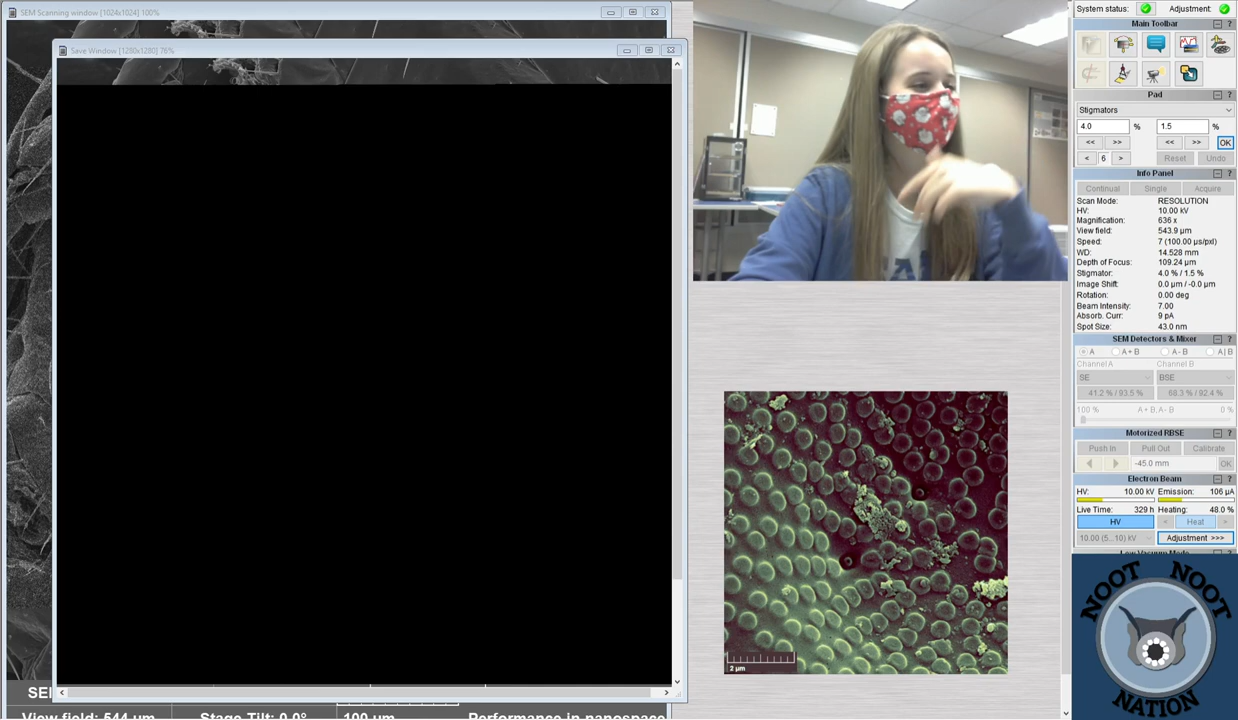 SEM Scanning window [1024x1024] 100%
Save Window [1280x1280] 76%
SEI
View field: 544 µm
Stage Tilt: 0.0°
100 µm
Performance in nanospace
2 µm
System status:
Adjustment:
Main Toolbar
?
Pad
?
Stigmators
4.0 %
1.5 %
<< >>
<< >>
OK
< 6 >
Reset
Undo
Info Panel
?
Continual
Single
Acquire
Scan Mode: RESOLUTION
HV: 10.00 kV
Magnification: 636 x
View field: 543.9 µm
Speed: 7 (100.00 µs/pxl)
WD: 14.528 mm
Depth of Focus: 109.24 µm
Stigmator: 4.0 % / 1.5 %
Image Shift: 0.0 µm / -0.0 µm
Rotation: 0.00 deg
Beam Intensity: 7.00
Absorb. Curr: 9 pA
Spot Size: 43.0 nm
SEM Detectors & Mixer
?
A
A + B
A - B
A | B
Channel A
Channel B
SE
BSE
41.2 % / 93.5 %
68.3 % / 92.4 %
100 %
A + B, A - B
0 %
Motorized RBSE
?
Push In
Pull Out
Calibrate
-45.0 mm
OK
Electron Beam
?
HV: 10.00 kV
Emission: 106 µA
Live Time: 329 h
Heating: 48.0 %
HV
< Heat >
10.00 (5...10) kV
Adjustment >>>
Low Vacuum Mode
NOOT NOOT
NATION